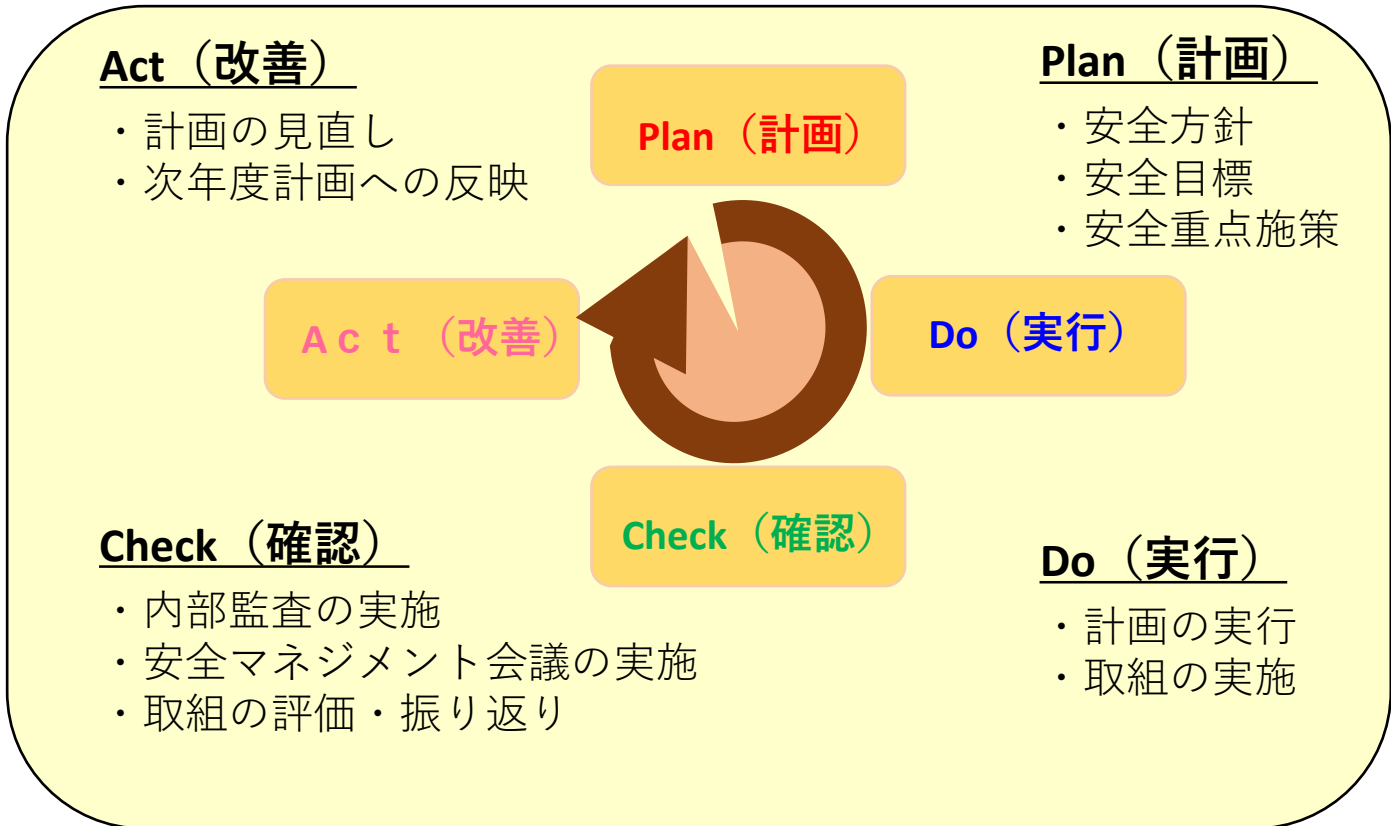 Act（改善）
・計画の見直し
・次年度計画への反映
Plan（計画）
・安全方針
・安全目標
・安全重点施策
Plan（計画）
Ａｃｔ（改善）
Do（実行）
Check（確認）
Check（確認）
・内部監査の実施
・安全マネジメント会議の実施
・取組の評価・振り返り
Do（実行）
・計画の実行
・取組の実施